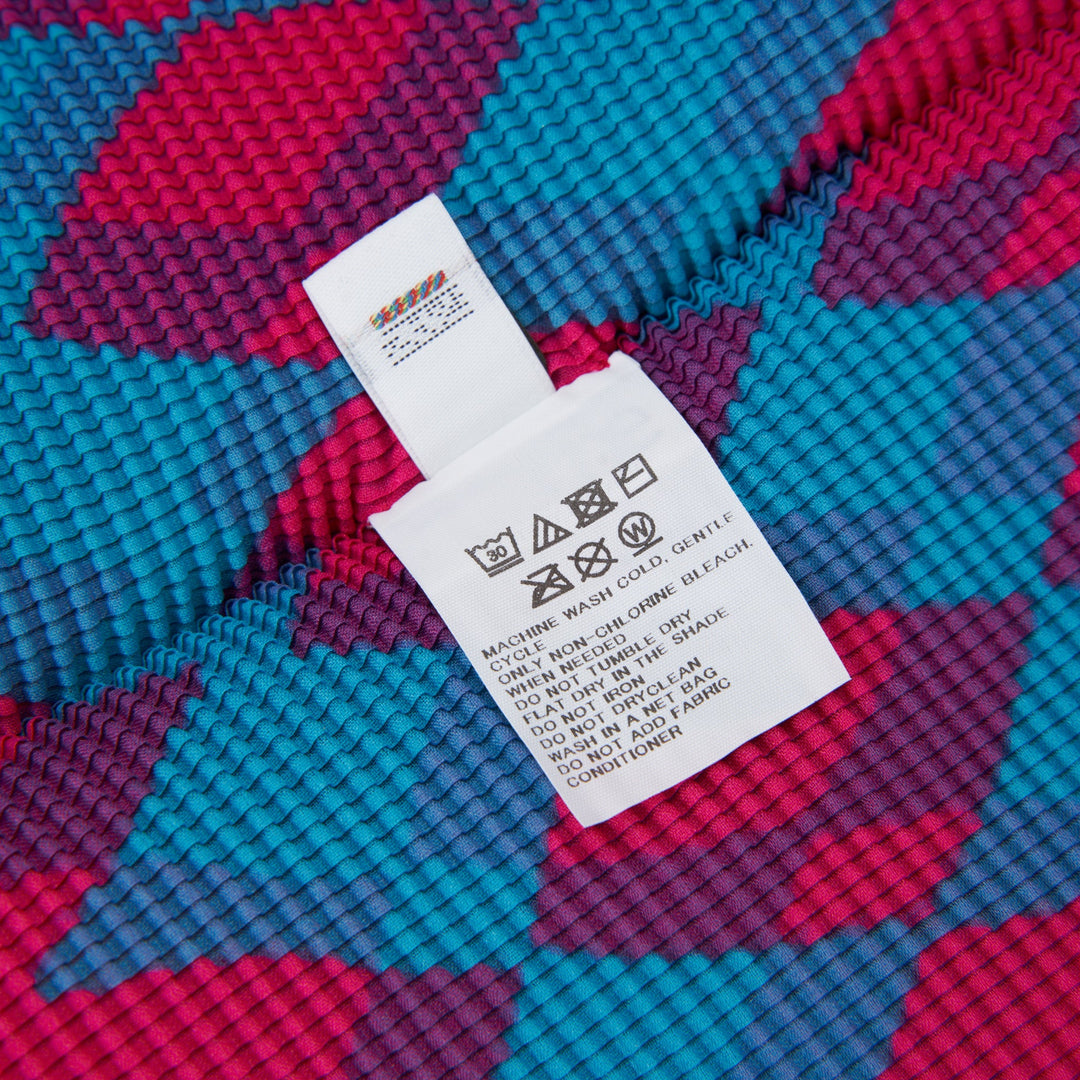 30
W
MACHINE WASH COLD, GENTLE
CYCLE
ONLY NON-CHLORINE BLEACH.
WHEN NEEDED
DO NOT TUMBLE DRY
FLAT DRY IN THE SHADE
DO NOT IRON
DO NOT DRYCLEAN
WASH IN A NET BAG
DO NOT ADD FABRIC
CONDITIONER